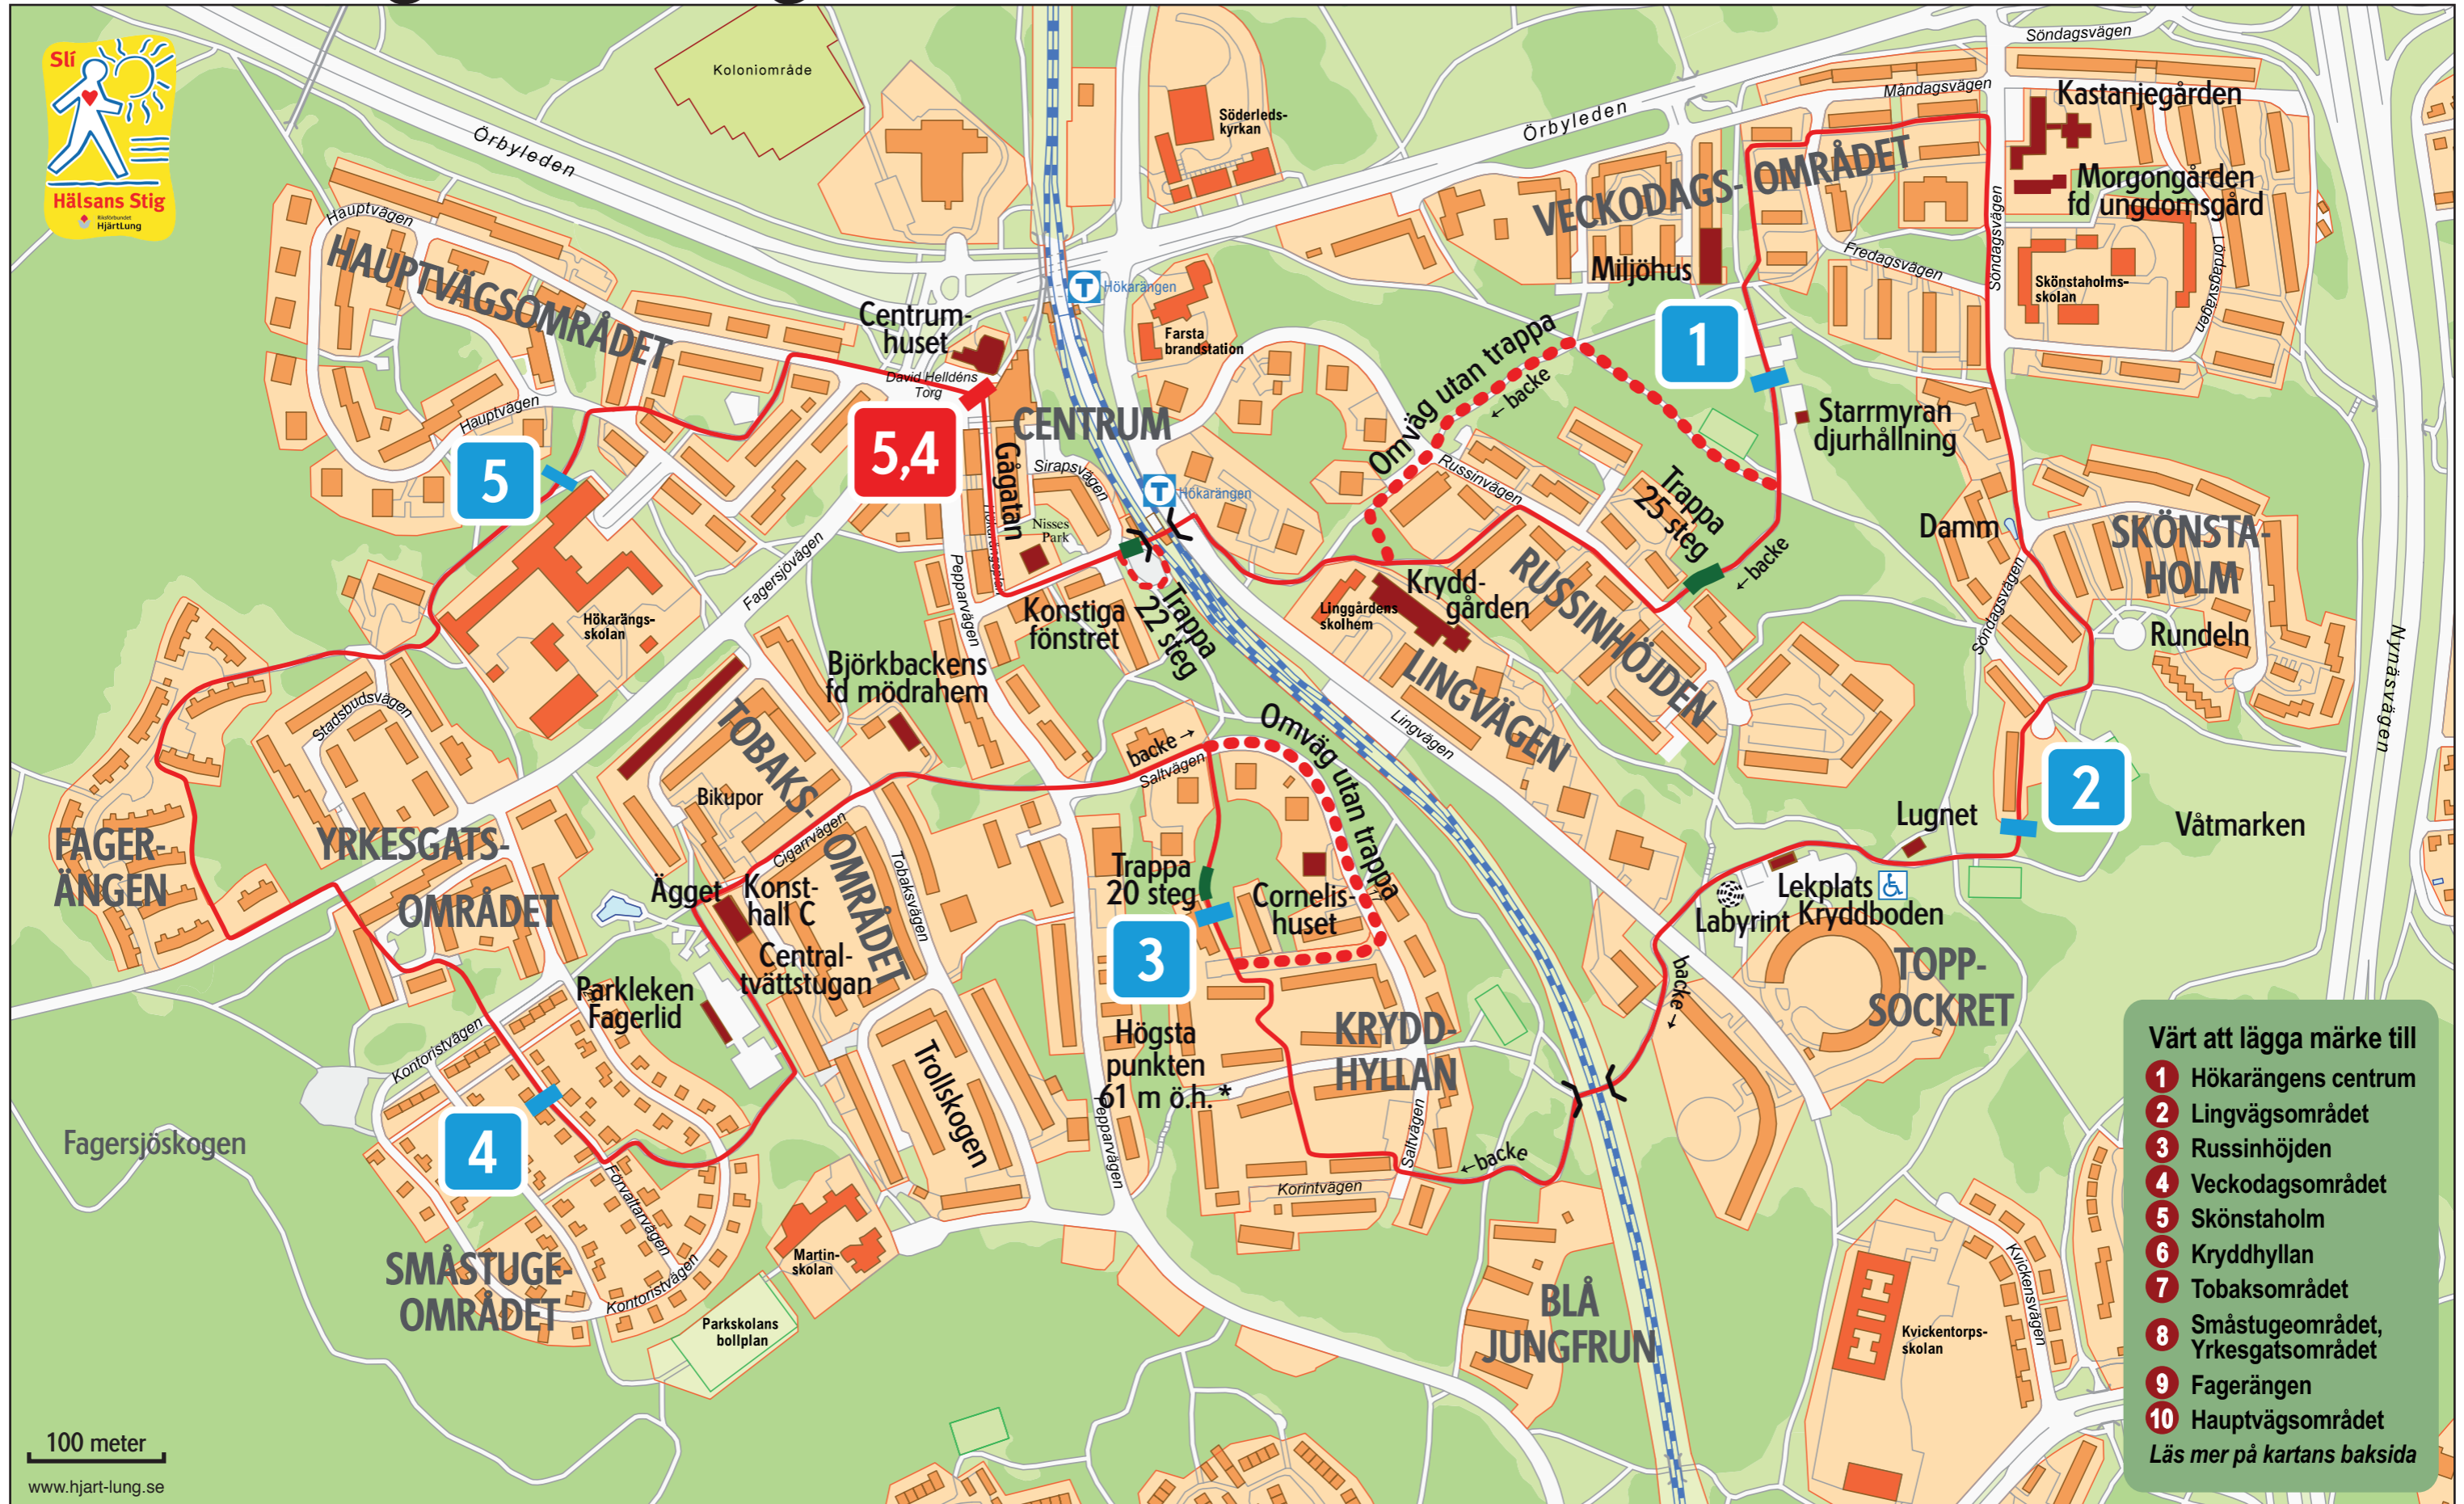 Slí
Hälsans Stig
Riksförbundet
HjärtLung
Koloniområde
Örbyleden
Söderleds-
kyrkan
Örbyleden
Söndagsvägen
Måndagsvägen
Kastanjegården
Morgongården
fd ungdomsgård
VECKODAGS- OMRÅDET
Söndagsvägen
Lördagsvägen
Fredagsvägen
Skönstaholms-
skolan
Miljöhus
Hauptvägen
HAUPTVÄGSOMRÅDET
Hauptvägen
Centrum-
huset
David Helldéns
Torg
T Hökarängen
Farsta
brandstation
CENTRUM
Gågatan
Sirapsvägen
Nisses
Park
Hökarängsplan
T Hökarängen
5,4
5
1
Omväg utan trappa
← backe
Starrmyran
djurhållning
Russinvägen
Trappa
25 steg
← backe
Damm
SKÖNSTA-
HOLM
Rundeln
Söndagsvägen
Nynäsvägen
Fagersjövägen
Pepparvägen
Konstiga
fönstret
Trappa
22 steg
Linggårdens
skolhem
Krydd-
gården
RUSSINHÖJDEN
LINGVÄGEN
Lingvägen
Hökarängs-
skolan
Björkbackens
fd mödrahem
Stadsbudsvägen
TOBAKS-
OMRÅDET
Bikupor
Cigarrvägen
Tobaksvägen
backe →
Saltvägen
Omväg utan trappa
2
Lugnet
Våtmarken
FAGER-
ÄNGEN
YRKESGATS-
OMRÅDET
Ägget
Konst-
hall C
Central-
tvättstugan
Trappa
20 steg
Cornelis-
huset
3
Lekplats
Kryddboden
Labyrint
backe →
TOPP-
SOCKRET
Parkleken
Fagerlid
Kontoristvägen
Trollskogen
Högsta
punkten
61 m ö.h. *
Pepparvägen
KRYDD-
HYLLAN
Saltvägen
← backe
Korintvägen
Fagersjöskogen
4
Förvaltarvägen
Kontoristvägen
SMÅSTUGE-
OMRÅDET
Martin-
skolan
Parkskolans
bollplan
BLÅ
JUNGFRUN
Kvickentorps-
skolan
Kvickensvägen
Värt att lägga märke till
1 Hökarängens centrum
2 Lingvägsområdet
3 Russinhöjden
4 Veckodagsområdet
5 Skönstaholm
6 Kryddhyllan
7 Tobaksområdet
8 Småstugeområdet,
Yrkesgatsområdet
9 Fagerängen
10 Hauptvägsområdet
Läs mer på kartans baksida
100 meter
www.hjart-lung.se